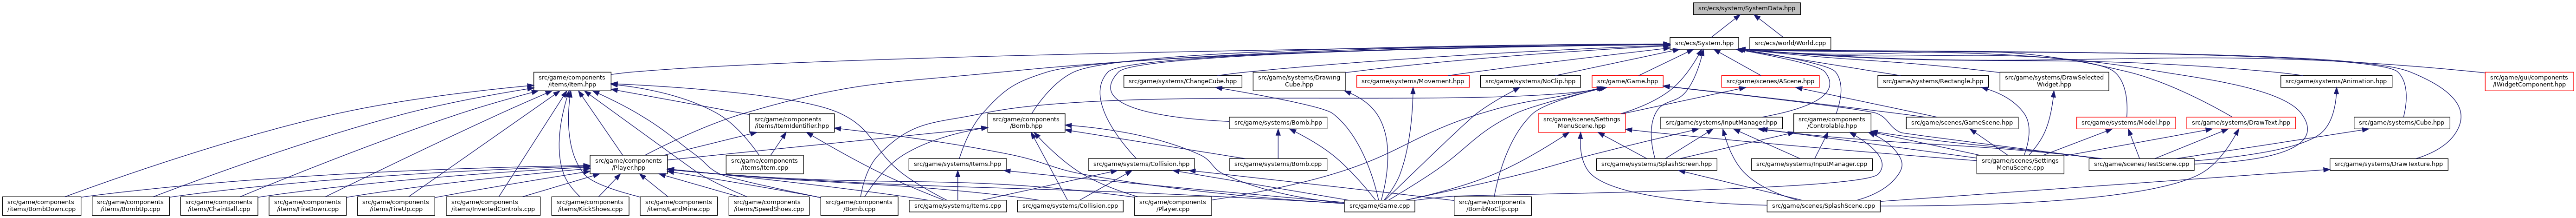 src/ecs/system/SystemData.hpp
src/ecs/System.hpp
src/ecs/world/World.cpp
src/game/components
/items/Item.hpp
src/game/systems/ChangeCube.hpp
src/game/systems/Drawing
Cube.hpp
src/game/systems/Movement.hpp
src/game/systems/NoClip.hpp
src/game/Game.hpp
src/game/scenes/AScene.hpp
src/game/systems/Rectangle.hpp
src/game/systems/DrawSelected
Widget.hpp
src/game/systems/Animation.hpp
src/game/gui/components
/IWidgetComponent.hpp
src/game/components
/items/ItemIdentifier.hpp
src/game/components
/Bomb.hpp
src/game/systems/Bomb.hpp
src/game/scenes/Settings
MenuScene.hpp
src/game/systems/InputManager.hpp
src/game/components
/Controlable.hpp
src/game/scenes/GameScene.hpp
src/game/systems/Model.hpp
src/game/systems/DrawText.hpp
src/game/systems/Cube.hpp
src/game/components
/Player.hpp
src/game/components
/items/Item.cpp
src/game/systems/Items.hpp
src/game/systems/Collision.hpp
src/game/systems/Bomb.cpp
src/game/systems/SplashScreen.hpp
src/game/systems/InputManager.cpp
src/game/scenes/Settings
MenuScene.cpp
src/game/scenes/TestScene.cpp
src/game/systems/DrawTexture.hpp
src/game/components
/items/BombDown.cpp
src/game/components
/items/BombUp.cpp
src/game/components
/items/ChainBall.cpp
src/game/components
/items/FireDown.cpp
src/game/components
/items/FireUp.cpp
src/game/components
/items/InvertedControls.cpp
src/game/components
/items/KickShoes.cpp
src/game/components
/items/LandMine.cpp
src/game/components
/items/SpeedShoes.cpp
src/game/components
/Bomb.cpp
src/game/systems/Items.cpp
src/game/systems/Collision.cpp
src/game/components
/Player.cpp
src/game/Game.cpp
src/game/components
/BombNoClip.cpp
src/game/scenes/SplashScene.cpp